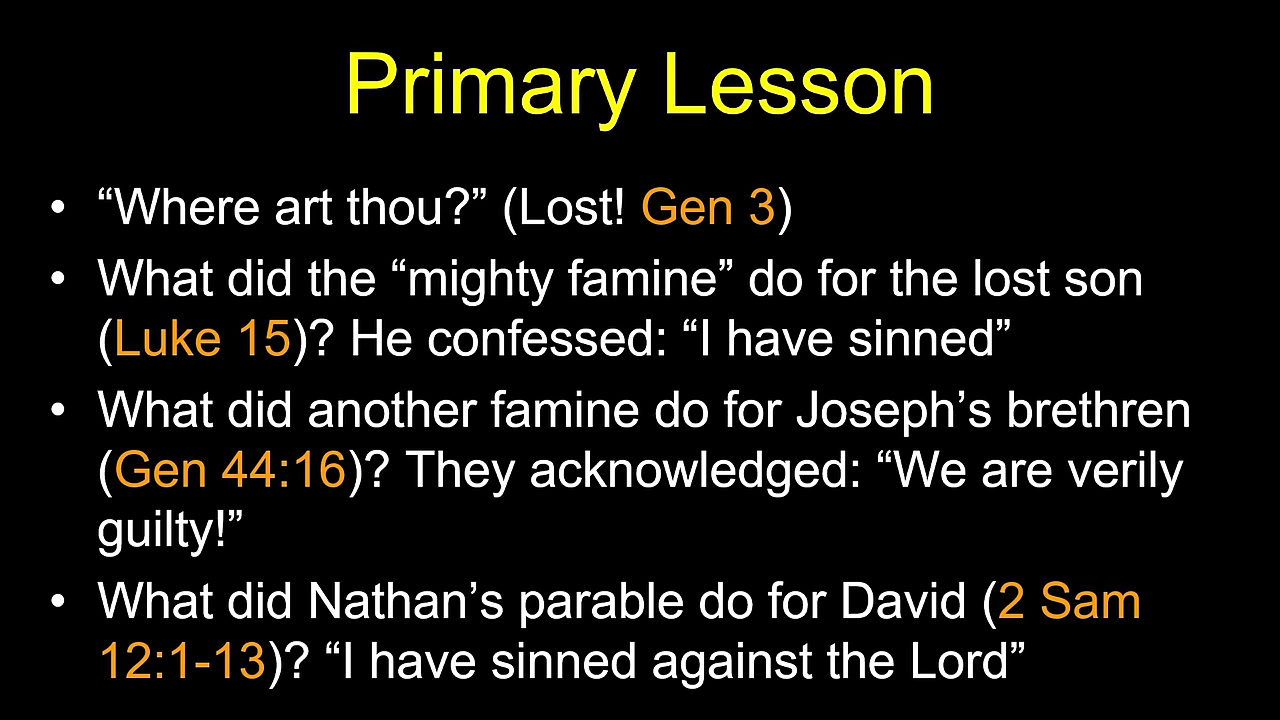 Primary Lesson
• “Where art thou?” (Lost! Gen 3)
• What did the “mighty famine” do for the lost son
(Luke 15)? He confessed: “I have sinned”
• What did another famine do for Joseph’s brethren
(Gen 44:16)? They acknowledged: “We are verily
guilty!”
• What did Nathan’s parable do for David (2 Sam
12:1-13)? “I have sinned against the Lord”